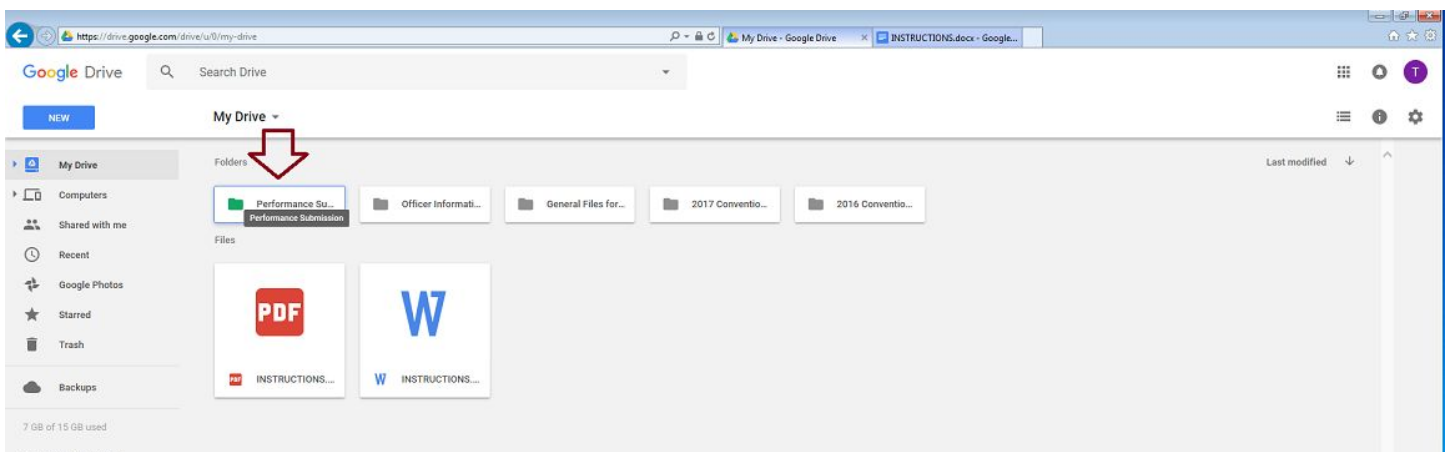 https://drive.google.com/drive/u/0/my-drive
My Drive - Google Drive
INSTRUCTIONS.docx - Google...
Google Drive
Search Drive
T
NEW
My Drive
My Drive
Computers
Shared with me
Recent
Google Photos
Starred
Trash
Backups
7 GB of 15 GB used
Folders
Last modified
Performance Su...
Officer Informati...
General Files for...
2017 Conventio...
2016 Conventio...
Performance Submission
Files
PDF
W
PDF INSTRUCTIONS....
W INSTRUCTIONS....